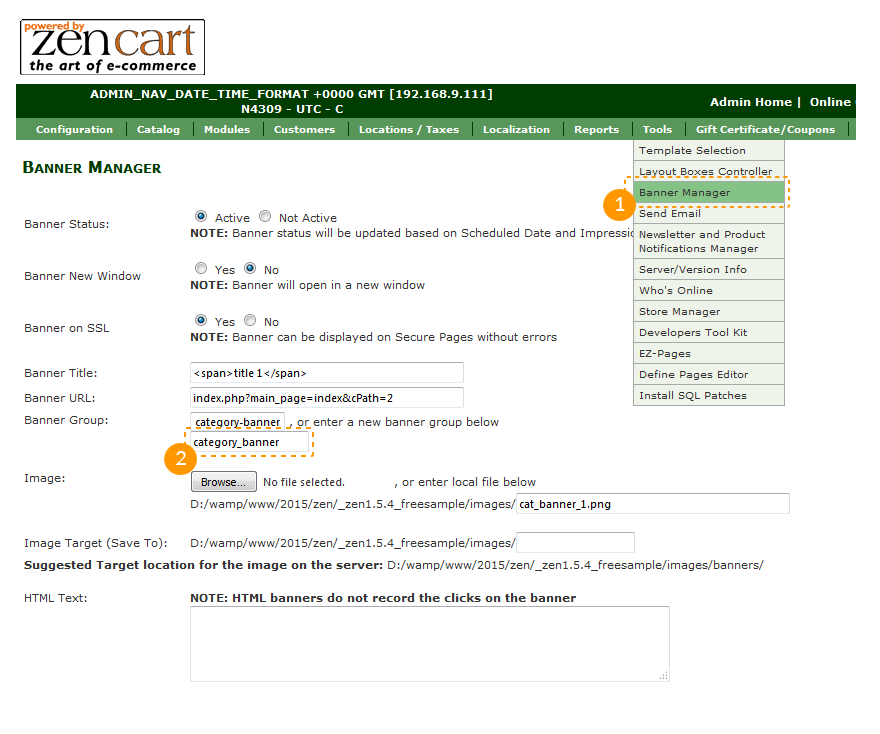 powered by
zen cart
the art of e-commerce
ADMIN_NAV_DATE_TIME_FORMAT +0000 GMT [192.168.9.111]
N4309 - UTC - C
Admin Home | Online
Configuration Catalog Modules Customers Locations / Taxes Localization Reports Tools Gift Certificate/Coupons
BANNER MANAGER
Template Selection
Layout Boxes Controller
Banner Manager
1
Send Email
Newsletter and Product
Notifications Manager
Server/Version Info
Who's Online
Store Manager
Developers Tool Kit
EZ-Pages
Define Pages Editor
Install SQL Patches
Banner Status:
Active Not Active
NOTE: Banner status will be updated based on Scheduled Date and
Banner New Window
Yes No
NOTE: Banner will open in a new window
Banner on SSL
Yes No
NOTE: Banner can be displayed on Secure Pages without errors
Banner Title: <span>title 1</span>
Banner URL: index.php?main_page=index&cPath=2
Banner Group: category-banner , or enter a new banner group below
category_banner
2
Image: Browse... No file selected. , or enter local file below
D:/wamp/www/2015/zen/_zen1.5.4_freesample/images/ cat_banner_1.png
Image Target (Save To): D:/wamp/www/2015/zen/_zen1.5.4_freesample/images/
Suggested Target location for the image on the server: D:/wamp/www/2015/zen/_zen1.5.4_freesample/images/banners/
HTML Text: NOTE: HTML banners do not record the clicks on the banner